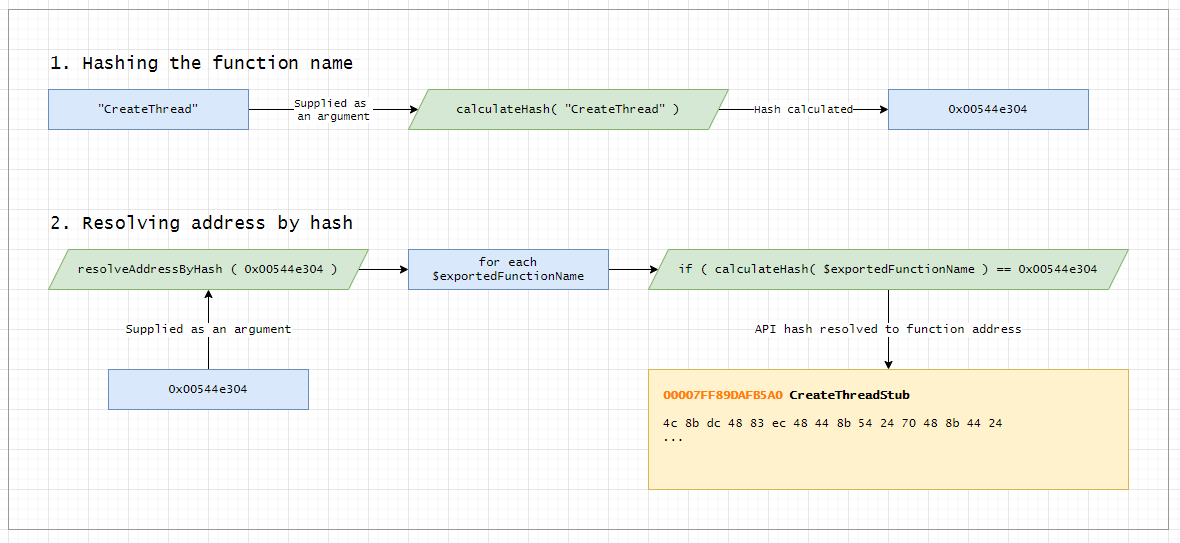 1. Hashing the function name
"CreateThread"
Supplied as
an argument
calculateHash( "CreateThread" )
Hash calculated
0x00544e304
2. Resolving address by hash
resolveAddressByHash ( 0x00544e304 )
for each
$exportedFunctionName
if ( calculateHash( $exportedFunctionName ) == 0x00544e304
Supplied as an argument
API hash resolved to function address
0x00544e304
00007FF89DAFB5A0 CreateThreadStub
4c 8b dc 48 83 ec 48 44 8b 54 24 70 48 8b 44 24
...